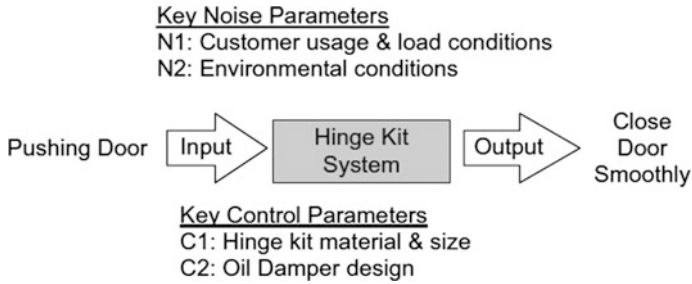 Key Noise Parameters
N1: Customer usage & load conditions
N2: Environmental conditions
Pushing Door
Input
Hinge Kit
System
Output
Close
Door
Smoothly
Key Control Parameters
C1: Hinge kit material & size
C2: Oil Damper design